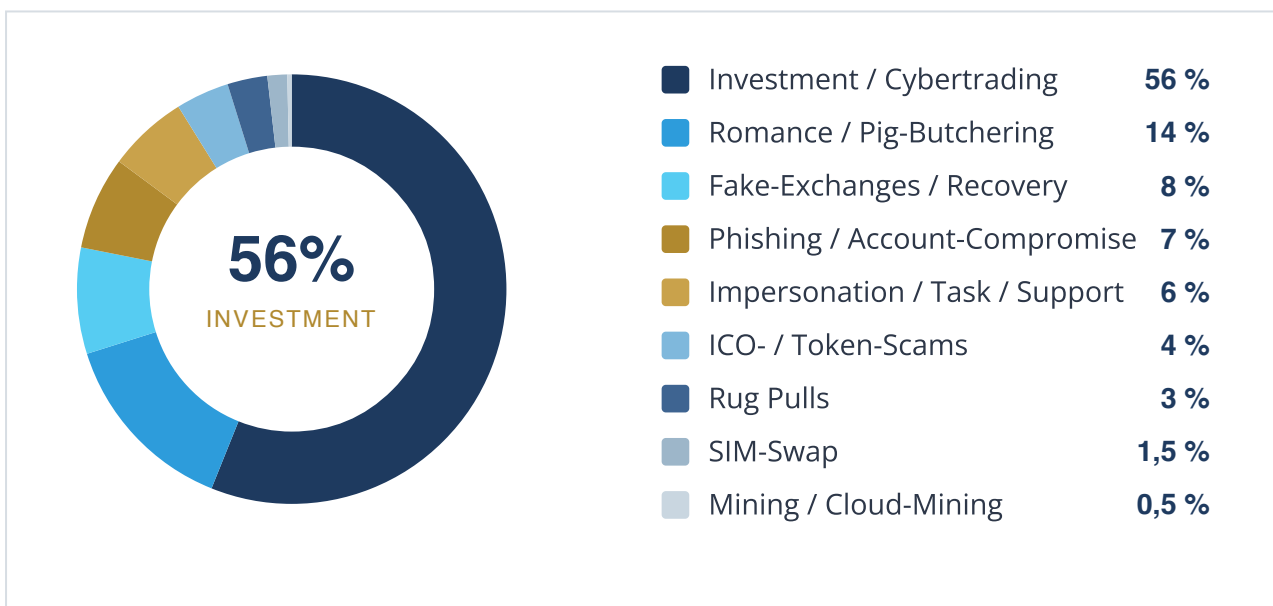 56%
INVESTMENT
Investment / Cybertrading 56 %
Romance / Pig-Butchering 14 %
Fake-Exchanges / Recovery 8 %
Phishing / Account-Compromise 7 %
Impersonation / Task / Support 6 %
ICO- / Token-Scams 4 %
Rug Pulls 3 %
SIM-Swap 1,5 %
Mining / Cloud-Mining 0,5 %